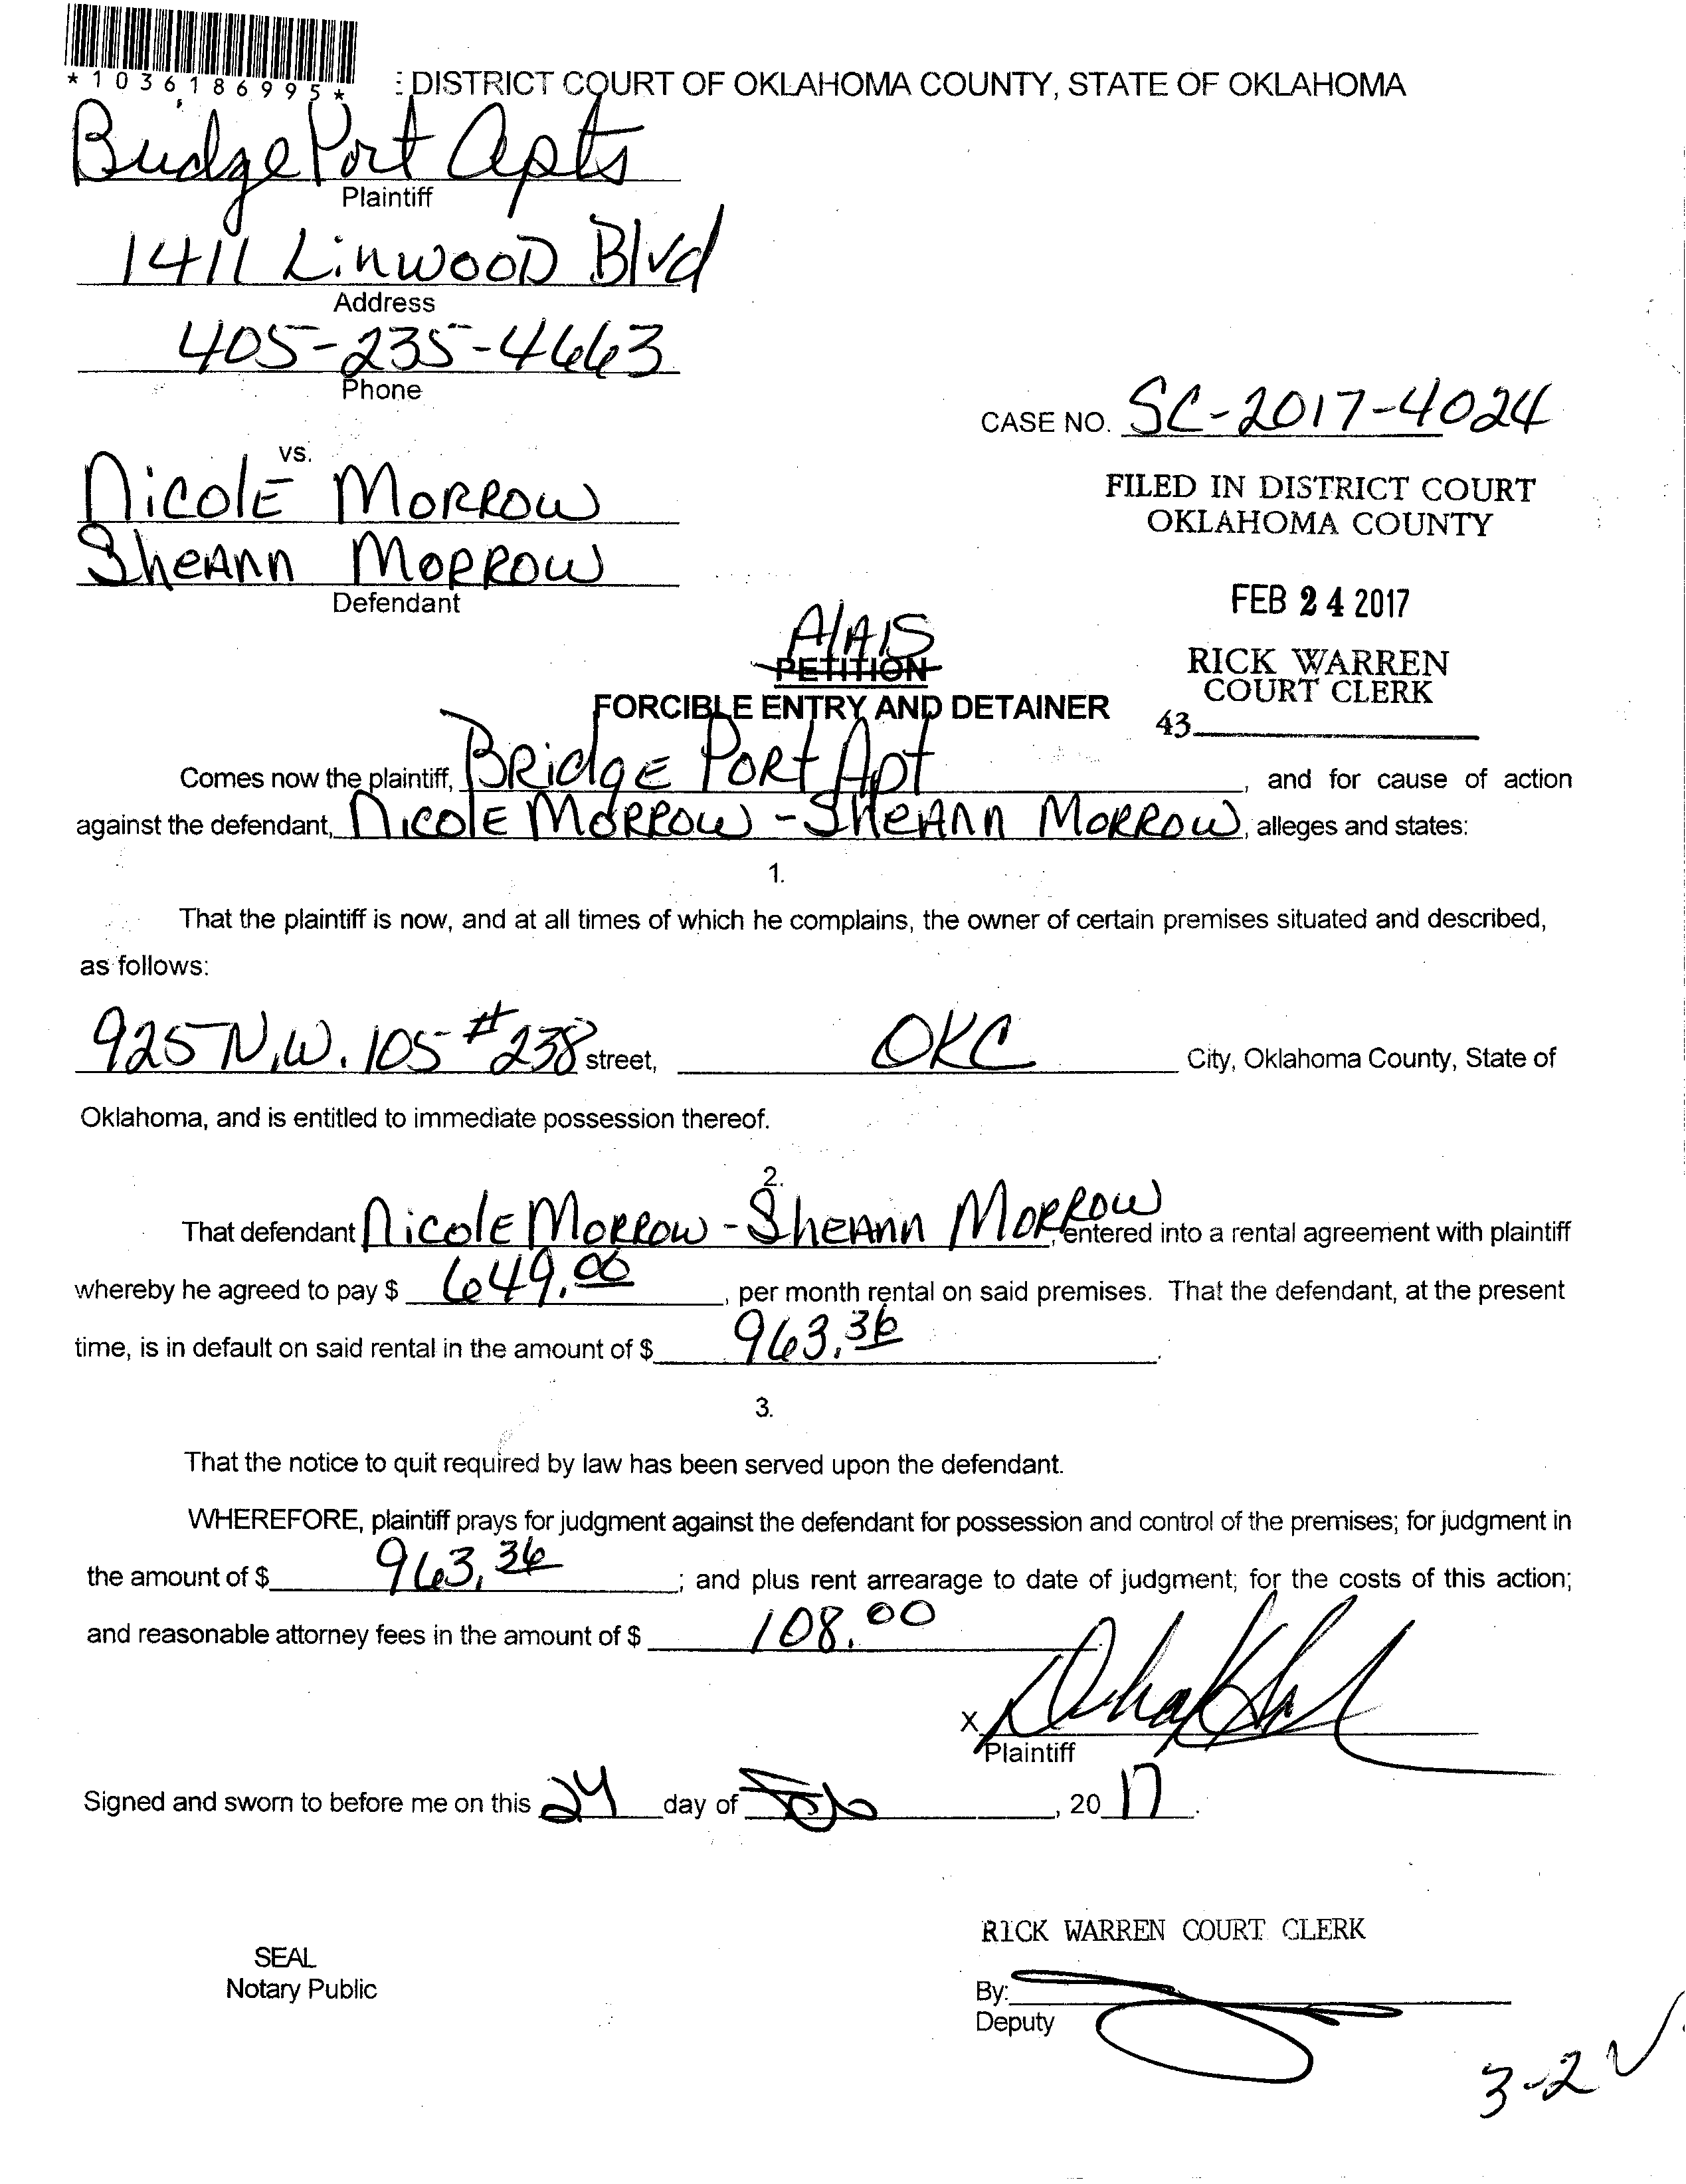 *1036186995*
: DISTRICT COURT OF OKLAHOMA COUNTY, STATE OF OKLAHOMA
BridgePort Apts
Plaintiff
1411 LinwooD Blvd
Address
405-235-4663
Phone
CASE NO. SC-2017-4024
vs.
NicolE MORROW
SheAnn MORROW
Defendant
FILED IN DISTRICT COURT
OKLAHOMA COUNTY
FEB 24 2017
RICK WARREN
COURT CLERK
43
AlAIS
PETITION
FORCIBLE ENTRY AND DETAINER
Comes now the plaintiff, BRidgE PORt Apt, and for cause of action
against the defendant, NicolE MORROW - SheAnn MORROW, alleges and states:
1.
That the plaintiff is now, and at all times of which he complains, the owner of certain premises situated and described,
as follows:
925 N.W. 105 #238 street, OKC City, Oklahoma County, State of
Oklahoma, and is entitled to immediate possession thereof.
2.
That defendant NicolE MORROW - SheAnn MORROW, entered into a rental agreement with plaintiff
whereby he agreed to pay $ 649.00, per month rental on said premises. That the defendant, at the present
time, is in default on said rental in the amount of $ 963.36.
3.
That the notice to quit required by law has been served upon the defendant.
WHEREFORE, plaintiff prays for judgment against the defendant for possession and control of the premises; for judgment in
the amount of $ 963.36; and plus rent arrearage to date of judgment; for the costs of this action;
and reasonable attorney fees in the amount of $ 108.00
X
Plaintiff
Signed and sworn to before me on this 24 day of Feb, 2017.
SEAL
Notary Public
RICK WARREN COURT CLERK
By:
Deputy
3-2